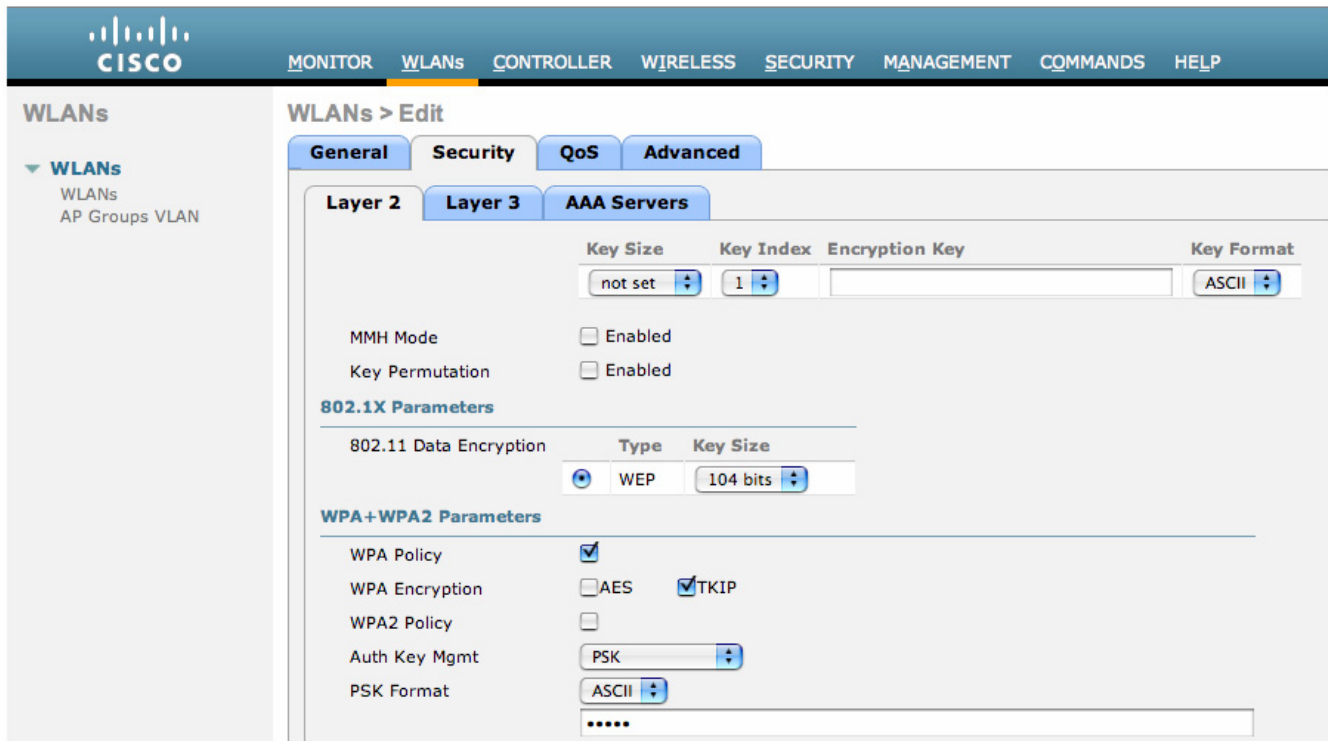 CISCO
MONITOR WLANs CONTROLLER WIRELESS SECURITY MANAGEMENT COMMANDS HELP
WLANs
WLANs > Edit
WLANs
WLANs
AP Groups VLAN
General Security QoS Advanced
Layer 2 Layer 3 AAA Servers
Key Size Key Index Encryption Key Key Format
not set 1 ASCII
MMH Mode Enabled
Key Permutation Enabled
802.1X Parameters
802.11 Data Encryption Type Key Size
WEP 104 bits
WPA+WPA2 Parameters
WPA Policy
WPA Encryption AES TKIP
WPA2 Policy
Auth Key Mgmt PSK
PSK Format ASCII
•••••